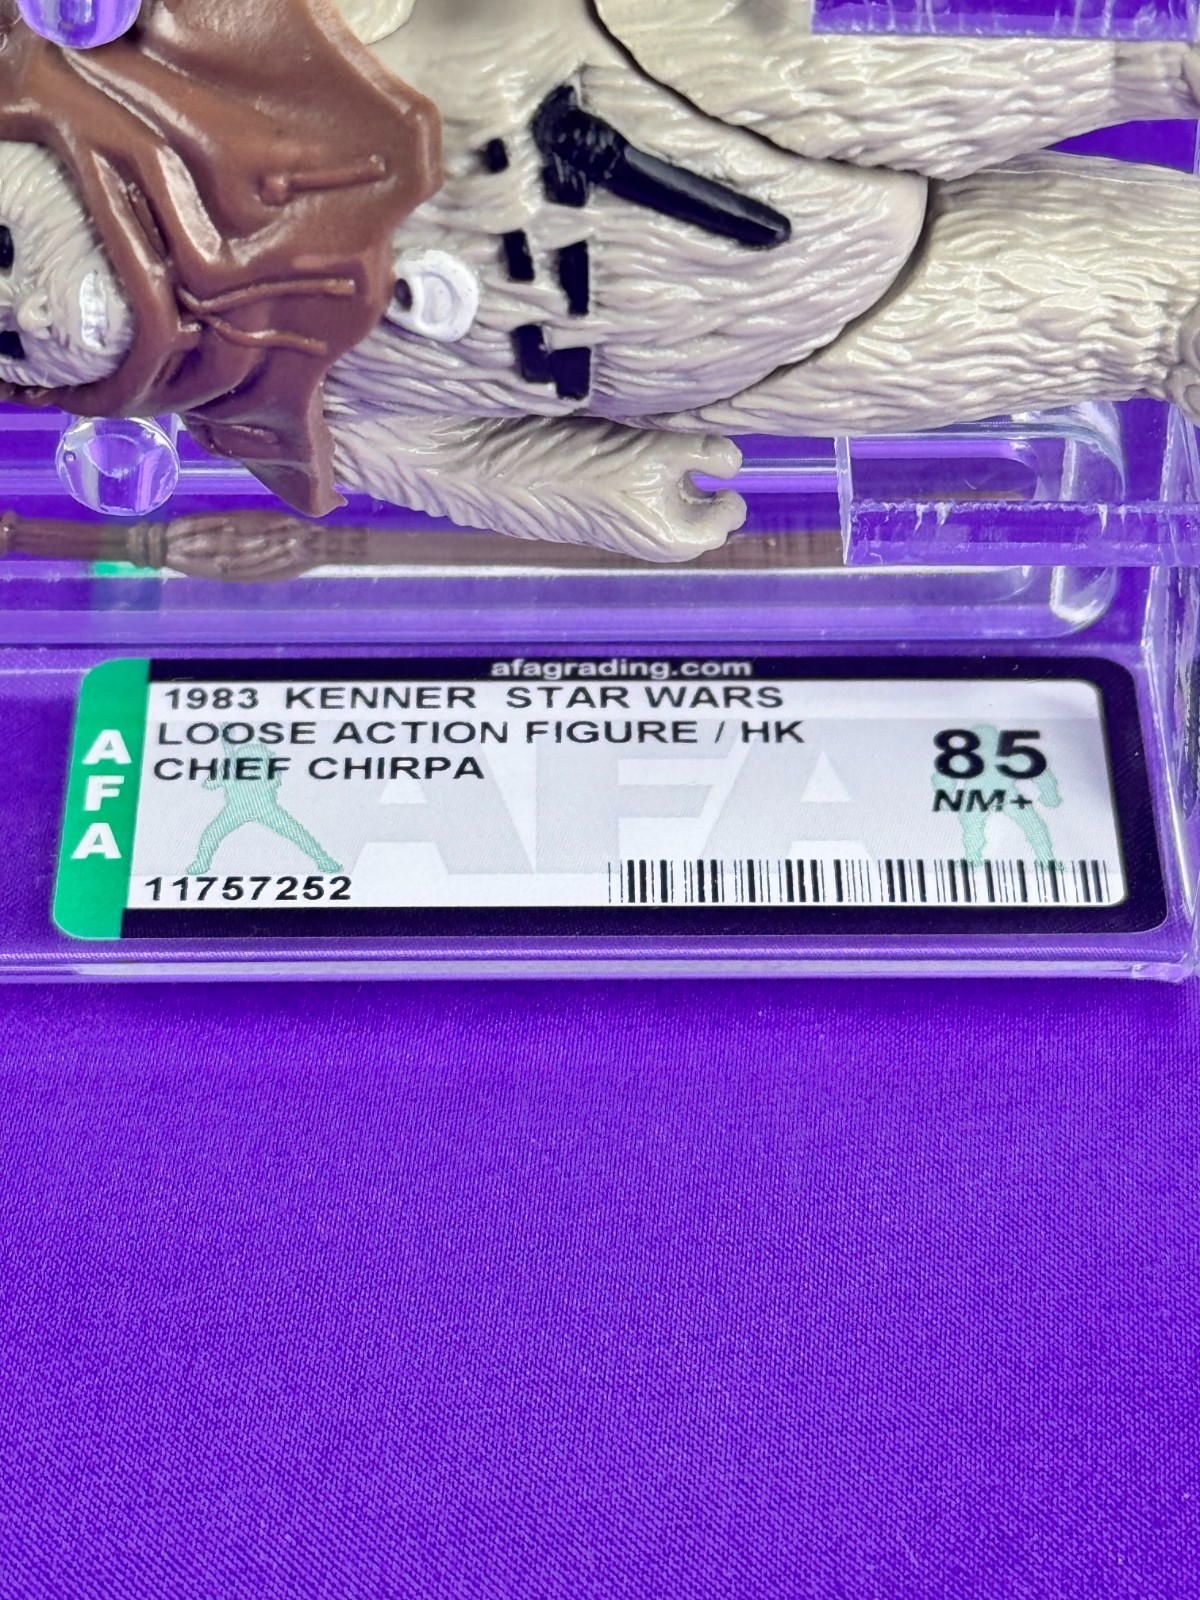 afagrading.com
AFA
1983 KENNER STAR WARS
LOOSE ACTION FIGURE / HK
CHIEF CHIRPA
85
NM+
11757252
AFA